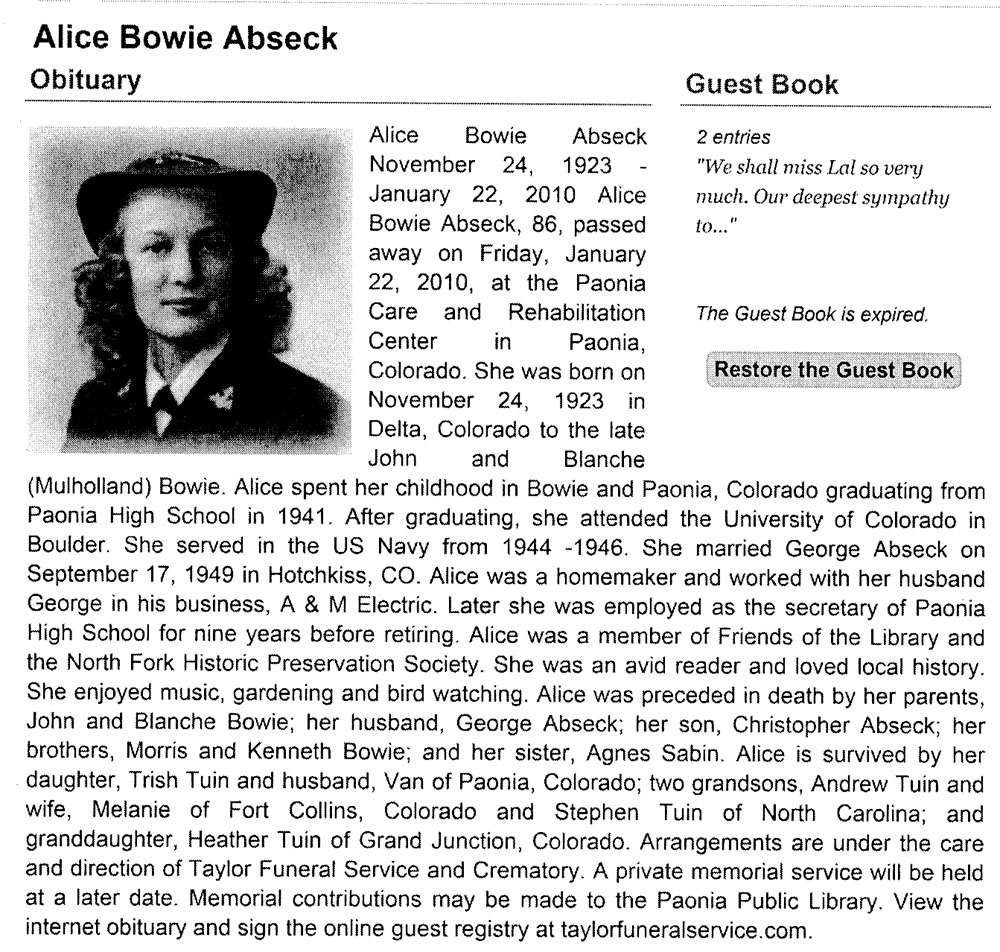 Alice Bowie Abseck
Obituary
Alice Bowie Abseck
November 24, 1923 -
January 22, 2010 Alice
Bowie Abseck, 86, passed
away on Friday, January
22, 2010, at the Paonia
Care and Rehabilitation
Center in Paonia,
Colorado. She was born on
November 24, 1923 in
Delta, Colorado to the late
John and Blanche
(Mulholland) Bowie. Alice spent her childhood in Bowie and Paonia, Colorado graduating from
Paonia High School in 1941. After graduating, she attended the University of Colorado in
Boulder. She served in the US Navy from 1944 -1946. She married George Abseck on
September 17, 1949 in Hotchkiss, CO. Alice was a homemaker and worked with her husband
George in his business, A & M Electric. Later she was employed as the secretary of Paonia
High School for nine years before retiring. Alice was a member of Friends of the Library and
the North Fork Historic Preservation Society. She was an avid reader and loved local history.
She enjoyed music, gardening and bird watching. Alice was preceded in death by her parents,
John and Blanche Bowie; her husband, George Abseck; her son, Christopher Abseck; her
brothers, Morris and Kenneth Bowie; and her sister, Agnes Sabin. Alice is survived by her
daughter, Trish Tuin and husband, Van of Paonia, Colorado; two grandsons, Andrew Tuin and
wife, Melanie of Fort Collins, Colorado and Stephen Tuin of North Carolina; and
granddaughter, Heather Tuin of Grand Junction, Colorado. Arrangements are under the care
and direction of Taylor Funeral Service and Crematory. A private memorial service will be held
at a later date. Memorial contributions may be made to the Paonia Public Library. View the
internet obituary and sign the online guest registry at taylorfuneralservice.com.
Guest Book
2 entries
"We shall miss Lal so very
much. Our deepest sympathy
to..."
The Guest Book is expired.
Restore the Guest Book